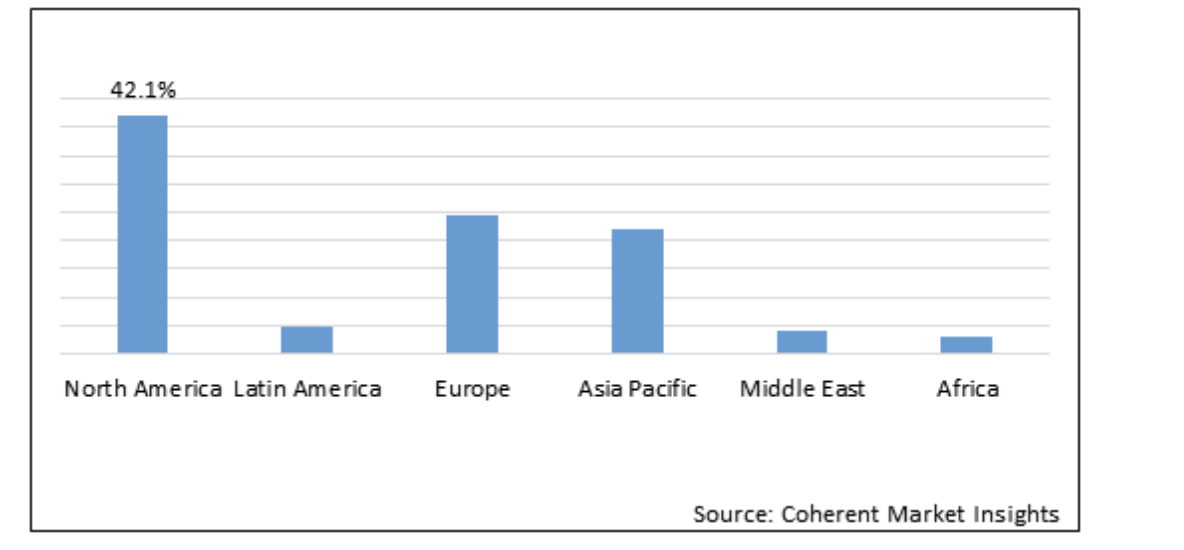 42.1%
North America Latin America Europe Asia Pacific Middle East Africa
Source: Coherent Market Insights